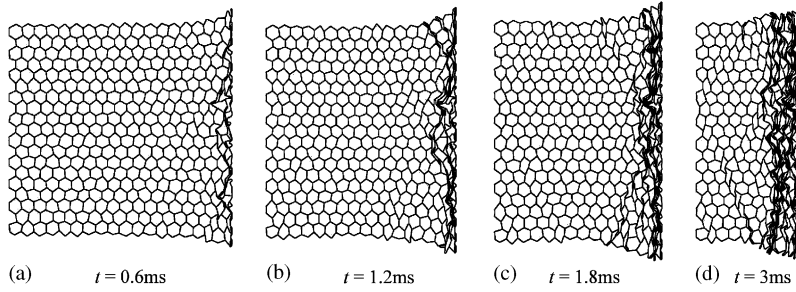 (a) t = 0.6ms (b) t = 1.2ms (c) t = 1.8ms (d) t = 3ms